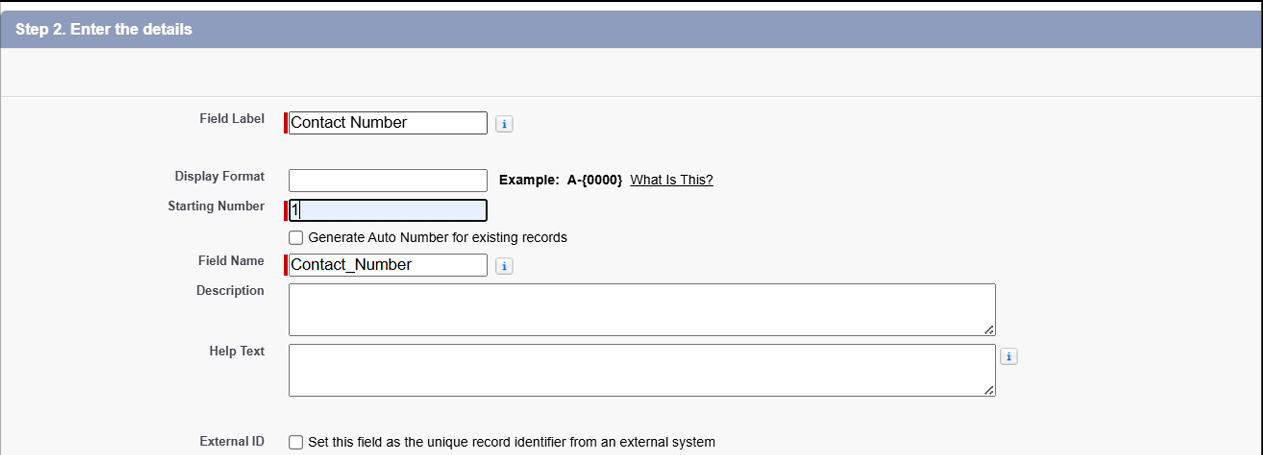 Step 2. Enter the details
Field Label Contact Number i
Display Format Example: A-{0000} What Is This?
Starting Number 1
Generate Auto Number for existing records
Field Name Contact_Number i
Description
Help Text i
External ID Set this field as the unique record identifier from an external system